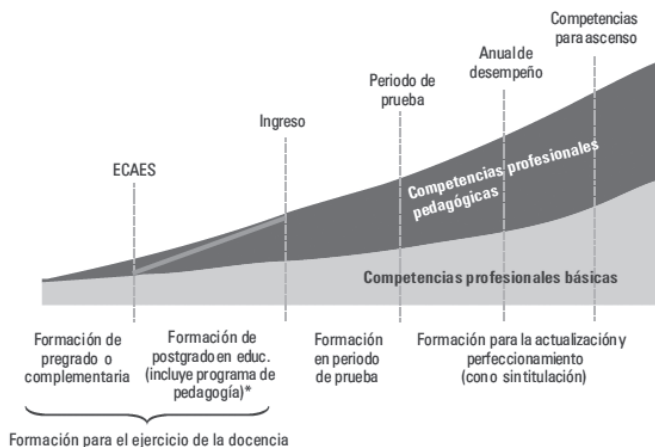 Competencias
para ascenso
Anual de
desempeño
Periodo de
prueba
Ingreso
ECAES
Competencias profesionales
pedagógicas
Competencias profesionales básicas
Formación de
pregrado o
complementaria
Formación de
postgrado en educ.
(incluye programa de
pedagogía)*
Formación
en periodo
de prueba
Formación para la actualización y
perfeccionamiento
(con o sin titulación)
Formación para el ejercicio de la docencia